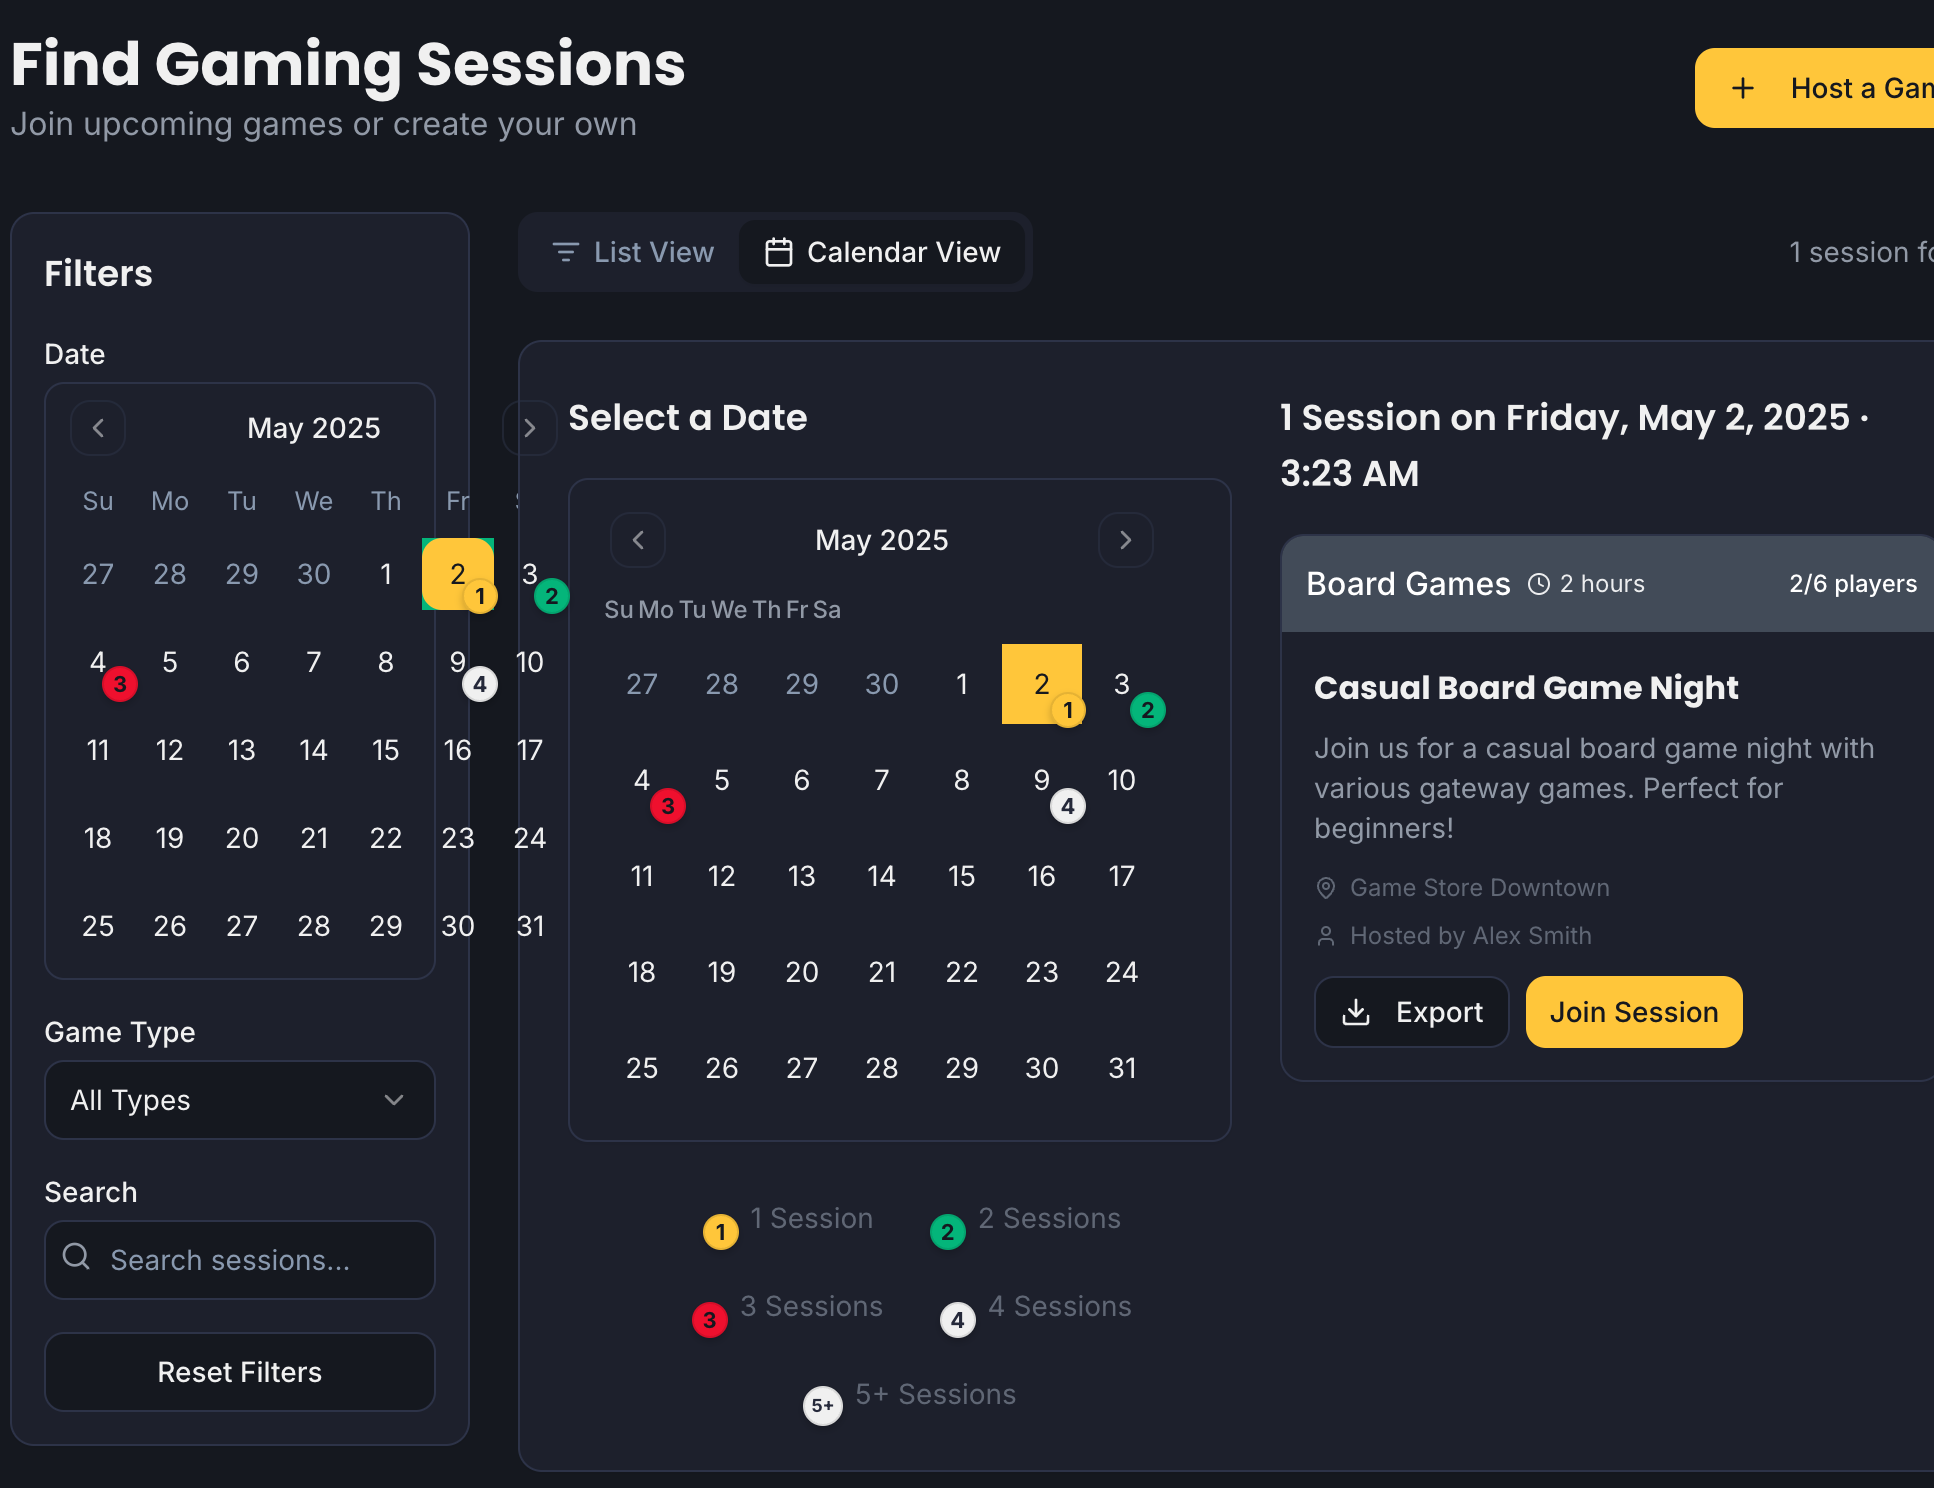 Find Gaming Sessions
Join upcoming games or create your own
Host a Gam
Filters
Date
May 2025
Su Mo Tu We Th Fr
27 28 29 30 1 2 3
1 2
4 5 6 7 8 9 10
3 4
11 12 13 14 15 16 17
18 19 20 21 22 23 24
25 26 27 28 29 30 31
Game Type
All Types
Search
Search sessions...
Reset Filters
List View Calendar View
1 session fo
Select a Date
May 2025
Su Mo Tu We Th Fr Sa
27 28 29 30 1 2 3
1 2
4 5 6 7 8 9 10
3 4
11 12 13 14 15 16 17
18 19 20 21 22 23 24
25 26 27 28 29 30 31
1 1 Session 2 2 Sessions
3 3 Sessions 4 4 Sessions
5+ 5+ Sessions
1 Session on Friday, May 2, 2025 ·
3:23 AM
Board Games 2 hours 2/6 players
Casual Board Game Night
Join us for a casual board game night with
various gateway games. Perfect for
beginners!
Game Store Downtown
Hosted by Alex Smith
Export Join Session